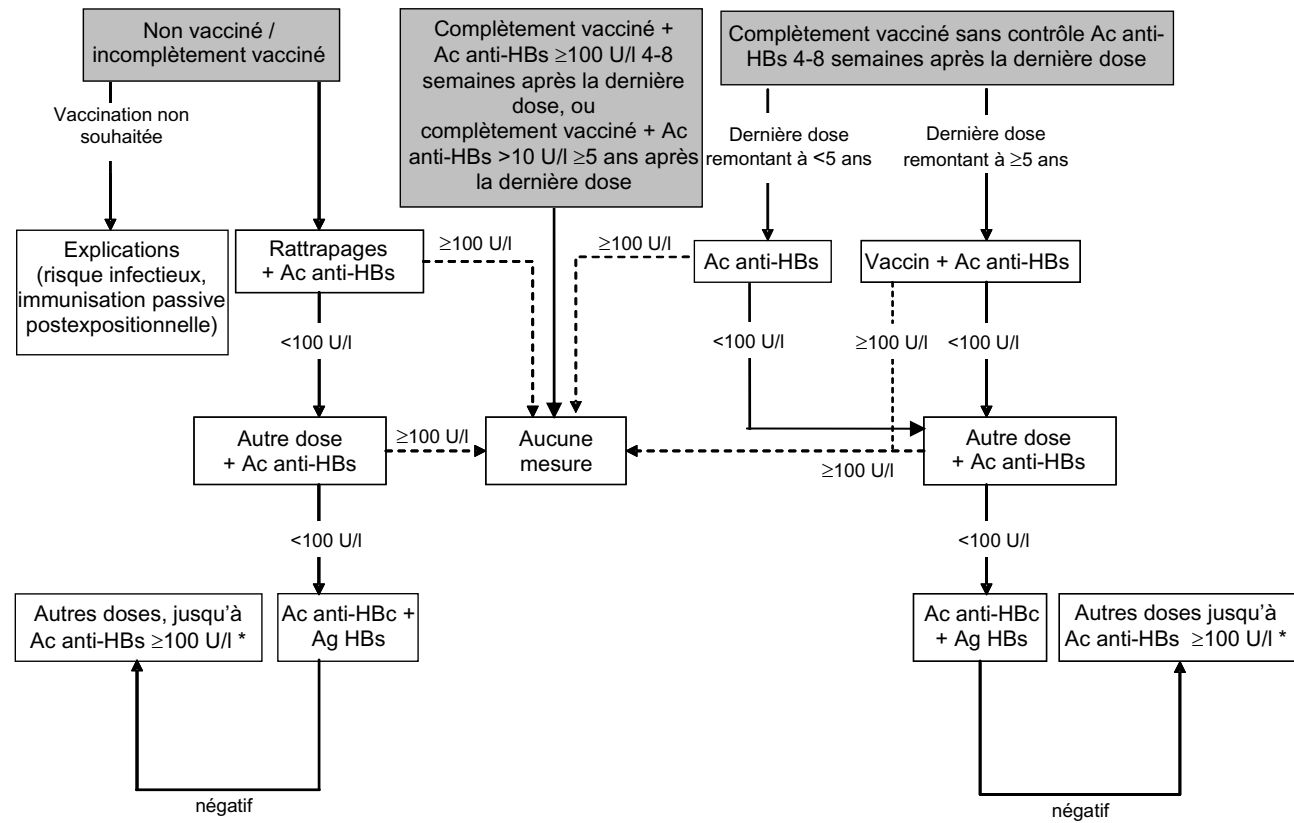 Non vacciné /
incomplètement vacciné
Complètement vacciné +
Ac anti-HBs ≥100 U/l 4-8
semaines après la dernière
dose, ou
complètement vacciné + Ac
anti-HBs >10 U/l ≥5 ans après
la dernière dose
Complètement vacciné sans contrôle Ac anti-
HBs 4-8 semaines après la dernière dose
Vaccination non
souhaitée
Dernière dose
remontant à <5 ans
Dernière dose
remontant à ≥5 ans
Explications
(risque infectieux,
immunisation passive
postexpositionnelle)
Rattrapages
+ Ac anti-HBs
≥100 U/l
≥100 U/l
Ac anti-HBs
Vaccin + Ac anti-HBs
<100 U/l
<100 U/l
≥100 U/l
<100 U/l
Autre dose
+ Ac anti-HBs
≥100 U/l
Aucune
mesure
≥100 U/l
Autre dose
+ Ac anti-HBs
<100 U/l
<100 U/l
Autres doses, jusqu'à
Ac anti-HBs ≥100 U/l *
Ac anti-HBc +
Ag HBs
Ac anti-HBc
+ Ag HBs
Autres doses jusqu'à
Ac anti-HBs ≥100 U/l *
négatif
négatif